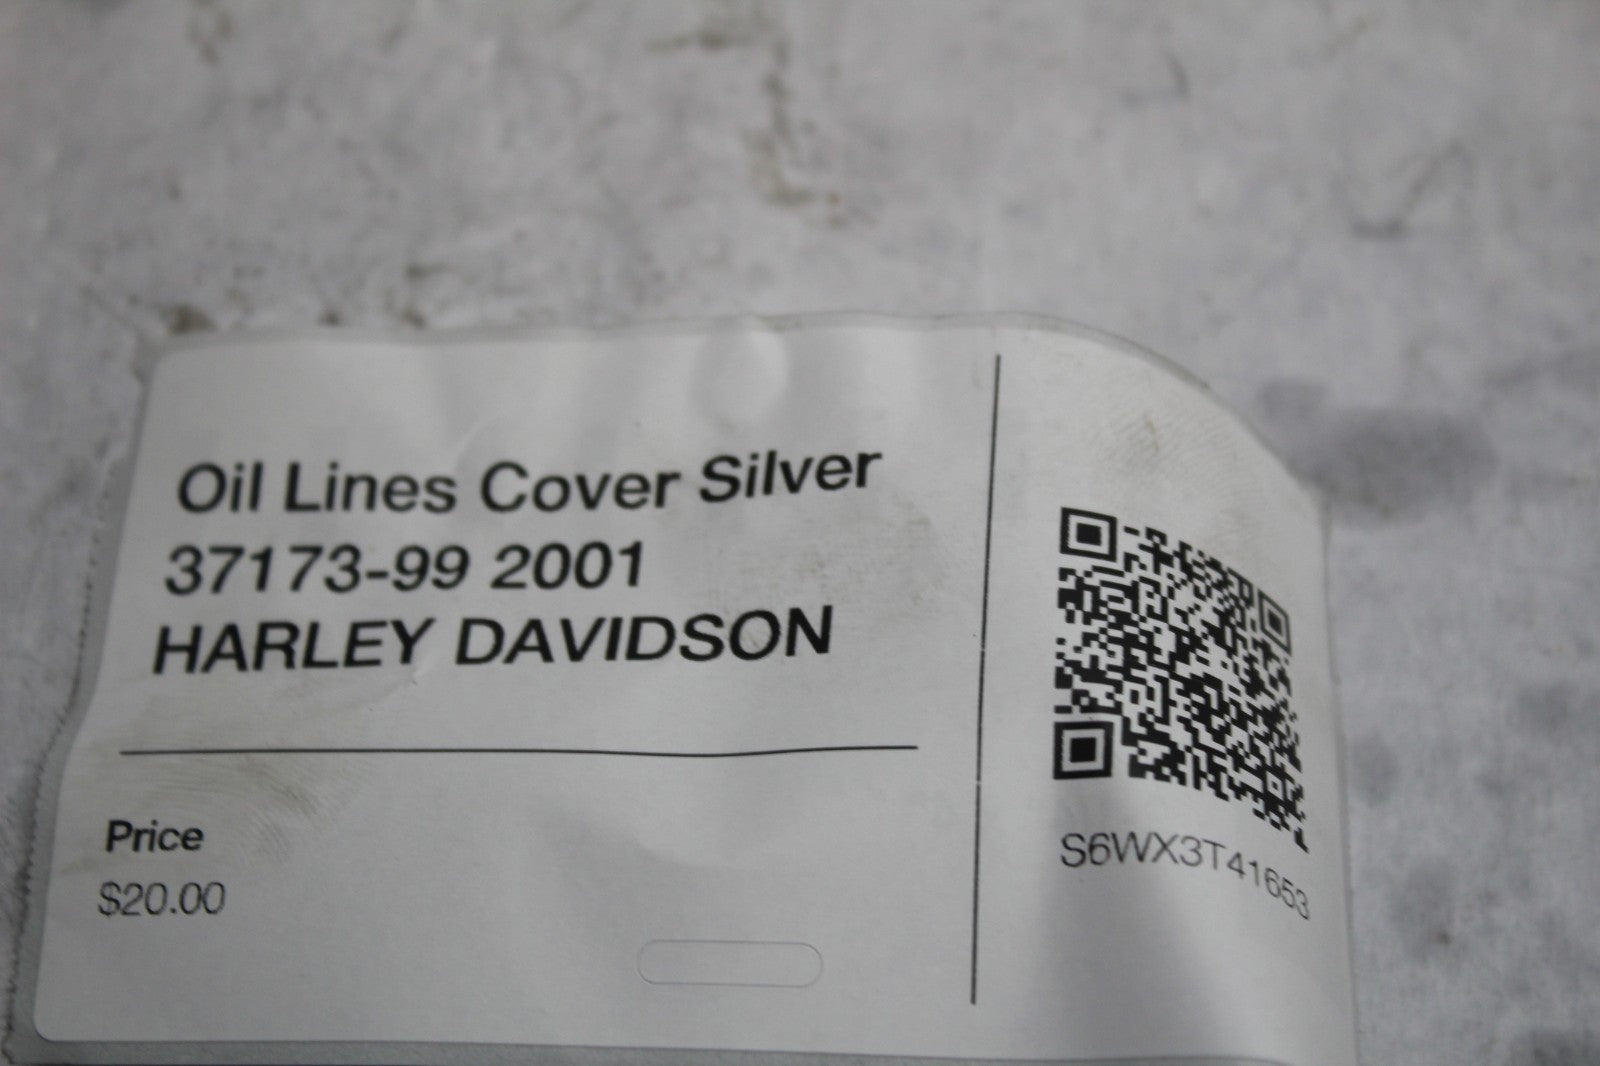 Oil Lines Cover Silver
37173-99 2001
HARLEY DAVIDSON
Price
$20.00
S6WX3T41653